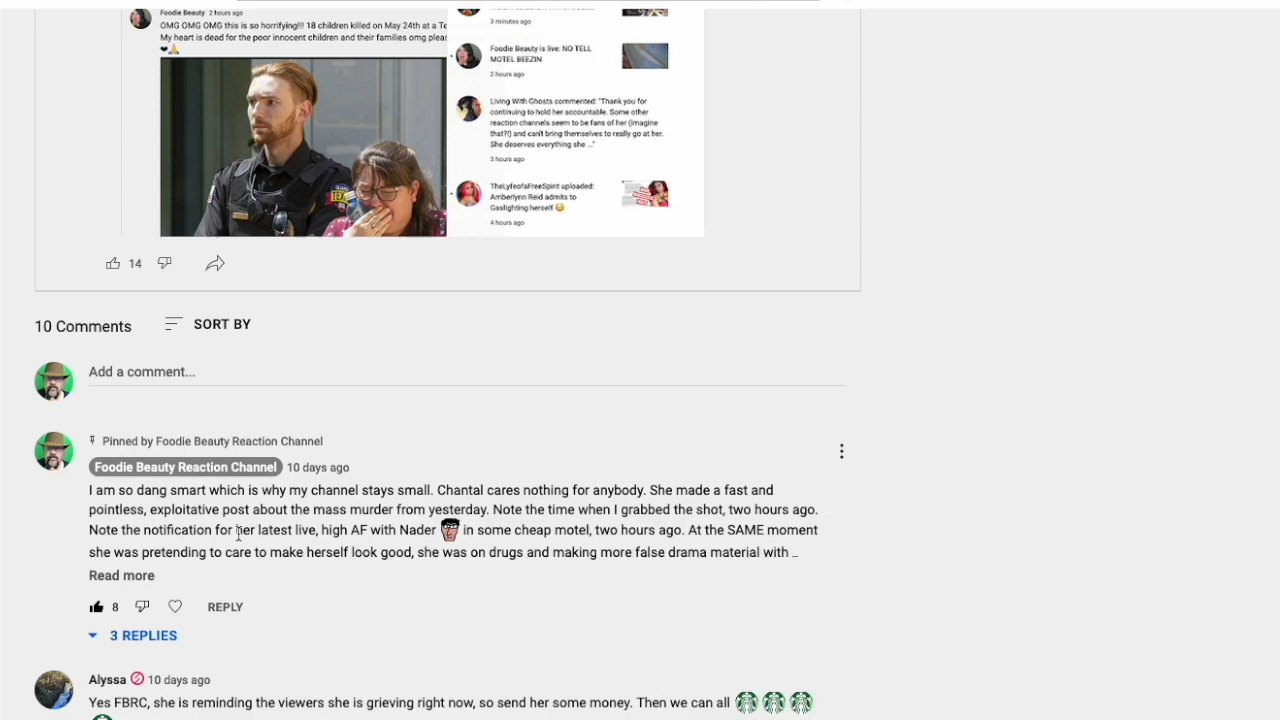 Foodie Beauty 2 hours ago
OMG OMG OMG this is so horrifying!!! 18 children killed on May 24th at a Te
My heart is dead for the poor innocent children and their families omg pleas
❤🙏
3 minutes ago
Foodie Beauty is live: NO TELL
MOTEL BEEZIN
2 hours ago
Living With Ghosts commented: "Thank you for
continuing to hold her accountable. Some other
reaction channels seem to be fans of her (imagine
that?!) and can't bring themselves to really go at her.
She deserves everything she ..."
3 hours ago
TheLyfeofaFreeSpirit uploaded:
Amberlynn Reid admits to
Gaslighting herself 😳
4 hours ago
14
10 Comments
SORT BY
Add a comment...
Pinned by Foodie Beauty Reaction Channel
Foodie Beauty Reaction Channel 10 days ago
I am so dang smart which is why my channel stays small. Chantal cares nothing for anybody. She made a fast and
pointless, exploitative post about the mass murder from yesterday. Note the time when I grabbed the shot, two hours ago.
Note the notification for her latest live, high AF with Nader in some cheap motel, two hours ago. At the SAME moment
she was pretending to care to make herself look good, she was on drugs and making more false drama material with ...
Read more
8 REPLY
3 REPLIES
Alyssa 10 days ago
Yes FBRC, she is reminding the viewers she is grieving right now, so send her some money. Then we can all